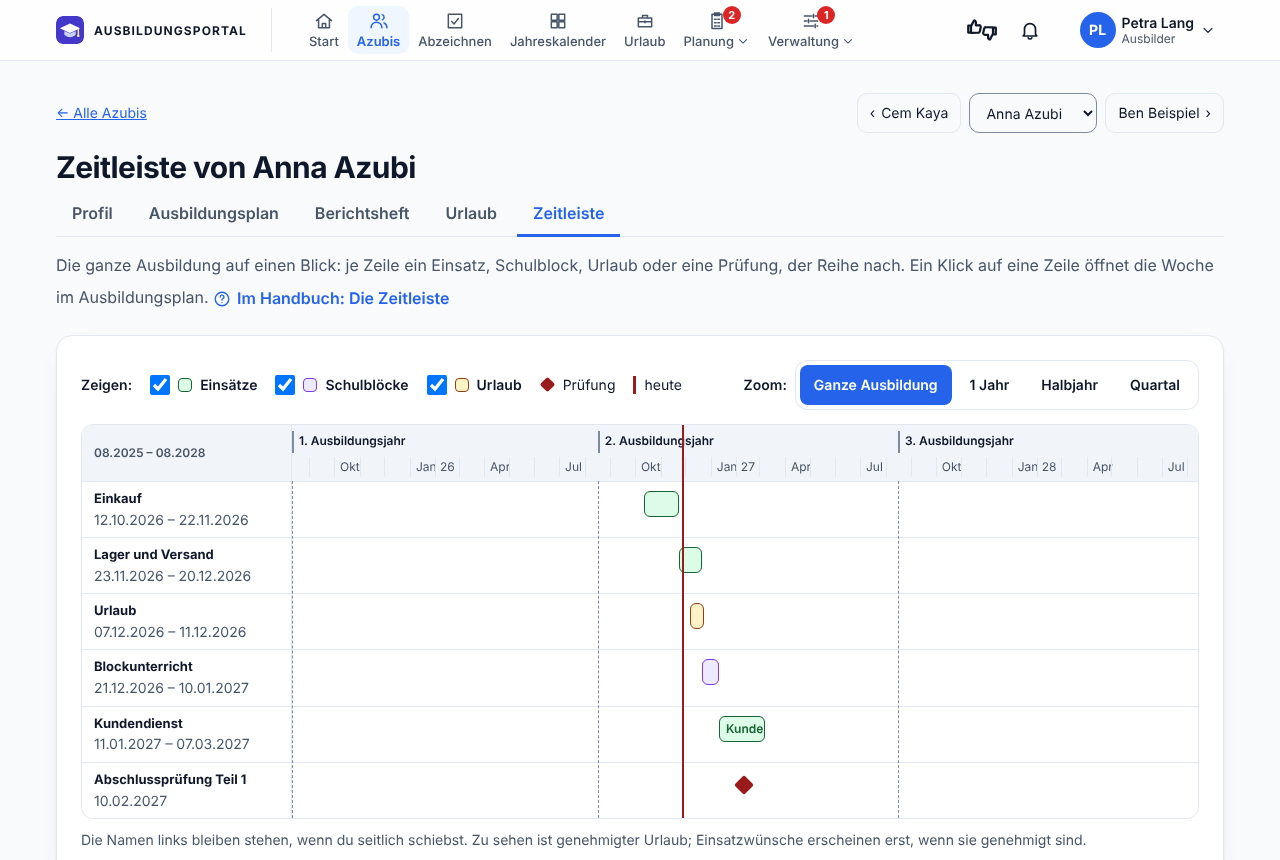 AUSBILDUNGSPORTAL
Start
Azubis
Abzeichnen
Jahreskalender
Urlaub
Planung
2
Verwaltung
1
PL
Petra Lang
Ausbilder
← Alle Azubis
‹ Cem Kaya
Anna Azubi
Ben Beispiel ›
Zeitleiste von Anna Azubi
Profil
Ausbildungsplan
Berichtsheft
Urlaub
Zeitleiste
Die ganze Ausbildung auf einen Blick: je Zeile ein Einsatz, Schulblock, Urlaub oder eine Prüfung, der Reihe nach. Ein Klick auf eine Zeile öffnet die Woche
im Ausbildungsplan. Im Handbuch: Die Zeitleiste
Zeigen:
Einsätze
Schulblöcke
Urlaub
Prüfung
heute
Zoom:
Ganze Ausbildung
1 Jahr
Halbjahr
Quartal
08.2025 – 08.2028
1. Ausbildungsjahr
2. Ausbildungsjahr
3. Ausbildungsjahr
Okt
Jan 26
Apr
Jul
Okt
Jan 27
Apr
Jul
Okt
Jan 28
Apr
Jul
Einkauf
12.10.2026 – 22.11.2026
Lager und Versand
23.11.2026 – 20.12.2026
Urlaub
07.12.2026 – 11.12.2026
Blockunterricht
21.12.2026 – 10.01.2027
Kundendienst
11.01.2027 – 07.03.2027
Kunde
Abschlussprüfung Teil 1
10.02.2027
Die Namen links bleiben stehen, wenn du seitlich schiebst. Zu sehen ist genehmigter Urlaub; Einsatzwünsche erscheinen erst, wenn sie genehmigt sind.